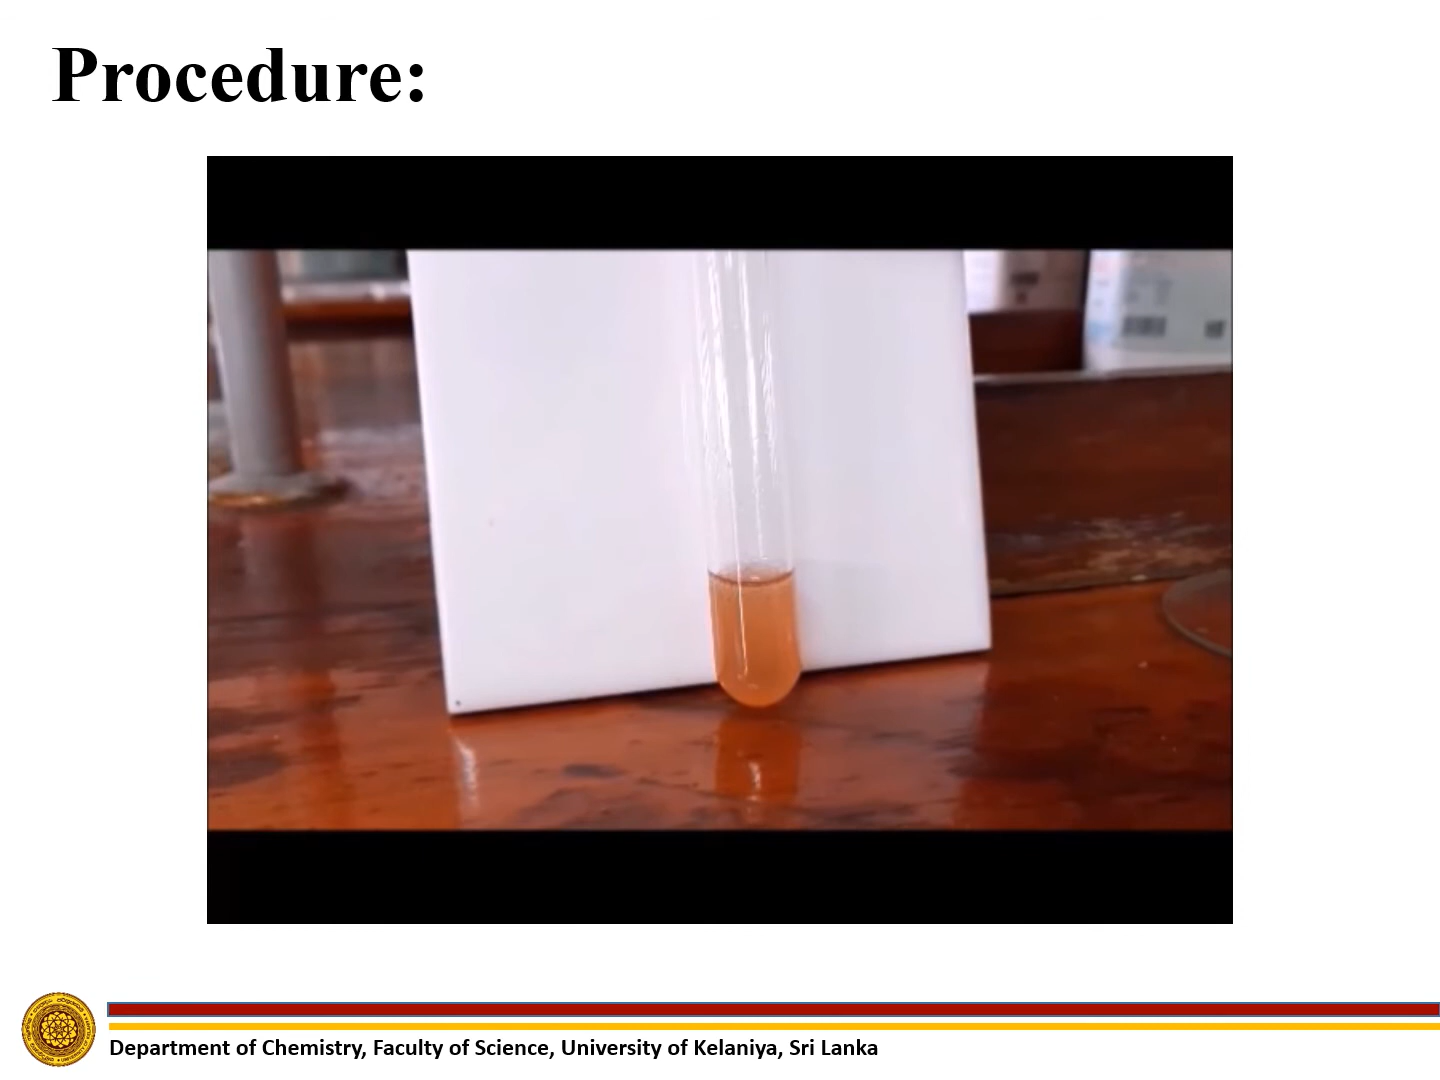 Procedure:
Department of Chemistry, Faculty of Science, University of Kelaniya, Sri Lanka